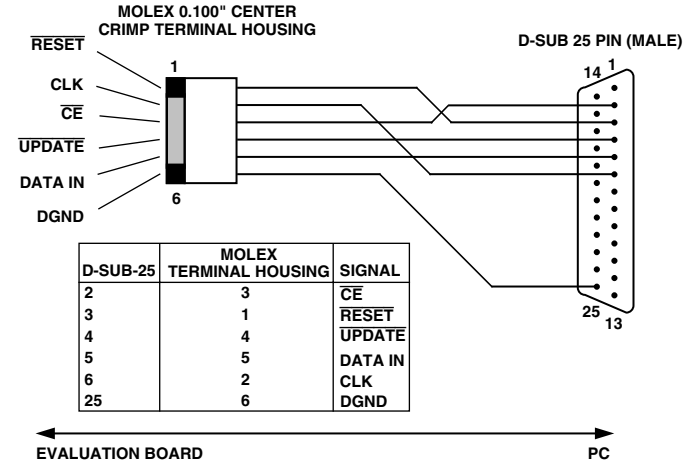 MOLEX 0.100" CENTER
CRIMP TERMINAL HOUSING
D-SUB 25 PIN (MALE)
RESET
CLK
CE
UPDATE
DATA IN
DGND
1
6
14 1
25
13
D-SUB-25 MOLEX TERMINAL HOUSING SIGNAL
2 3 CE
3 1 RESET
4 4 UPDATE
5 5 DATA IN
6 2 CLK
25 6 DGND
EVALUATION BOARD PC